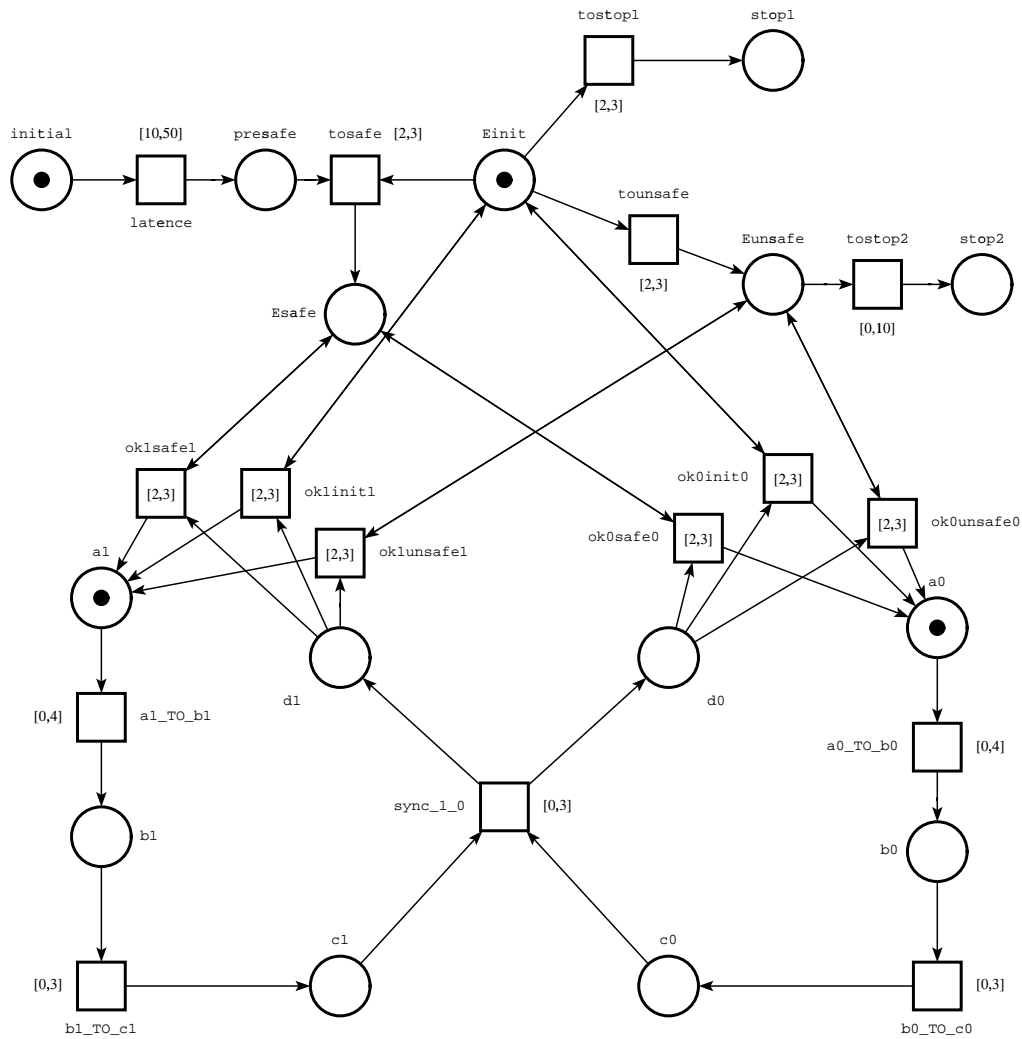 tostop1
stop1
[2,3]
initial
[10,50]
presafe
tosafe
[2,3]
Einit
latence
tounsafe
Eunsafe
tostop2
stop2
[2,3]
Esafe
[0,10]
ok1safe1
[2,3]
[2,3]
ok1init1
ok0init0
[2,3]
[2,3]
ok1unsafe1
ok0safe0
[2,3]
[2,3]
ok0unsafe0
a1
a0
d1
d0
[0,4]
a1_TO_b1
a0_TO_b0
[0,4]
sync_1_0
[0,3]
b1
b0
c1
c0
[0,3]
[0,3]
b1_TO_c1
b0_TO_c0